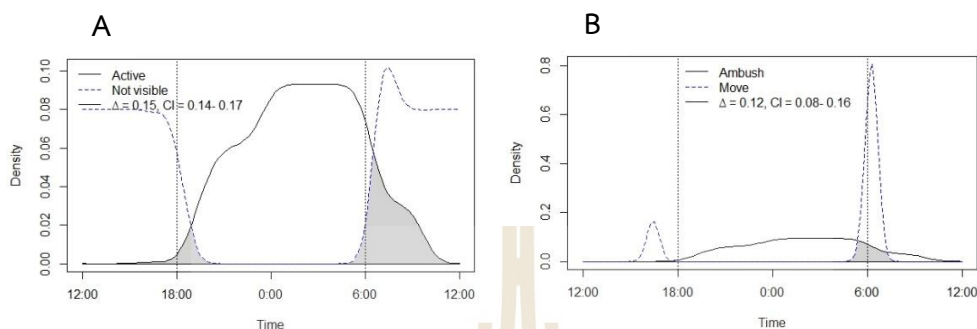 A
Active
Not visible
Δ = 0.15, CI = 0.14- 0.17
Density
0.10
0.08
0.06
0.04
0.02
0.00
12:00 18:00 0:00 6:00 12:00
Time
B
Ambush
Move
Δ = 0.12, CI = 0.08- 0.16
Density
0.8
0.6
0.4
0.2
0.0
12:00 18:00 0:00 6:00 12:00
Time